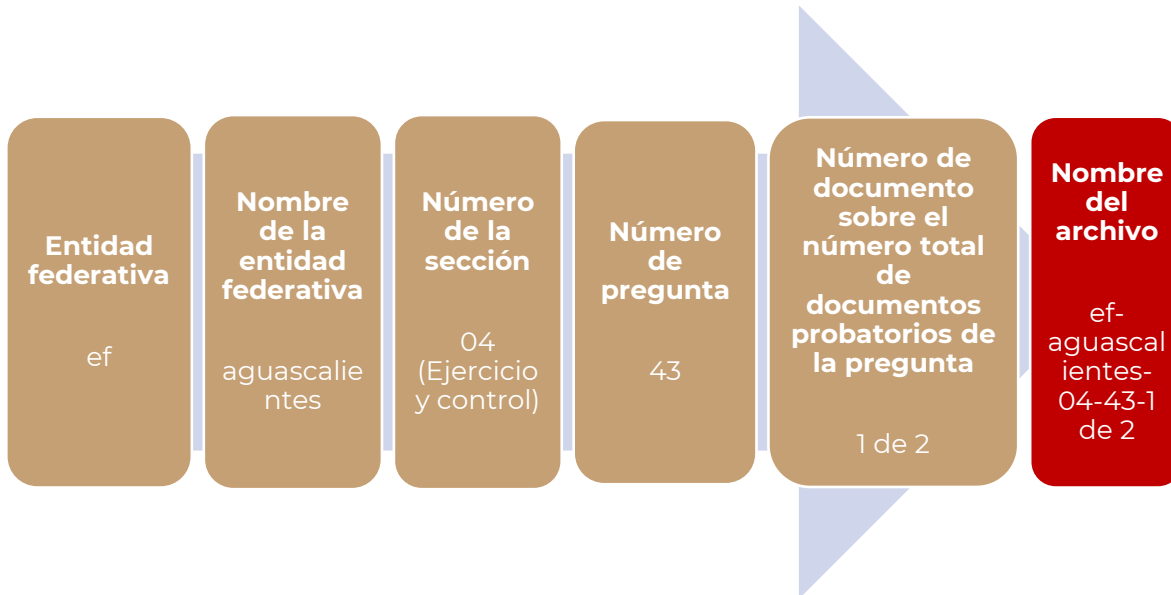 Entidad
federativa
ef
Nombre
de la
entidad
federativa
aguascalie
ntes
Número
de la
sección
04
(Ejercicio
y control)
Número
de
pregunta
43
Número de
documento
sobre el
número total
de
documentos
probatorios de
la pregunta
1 de 2
Nombre
del
archivo
ef-
aguascal
ientes-
04-43-1
de 2